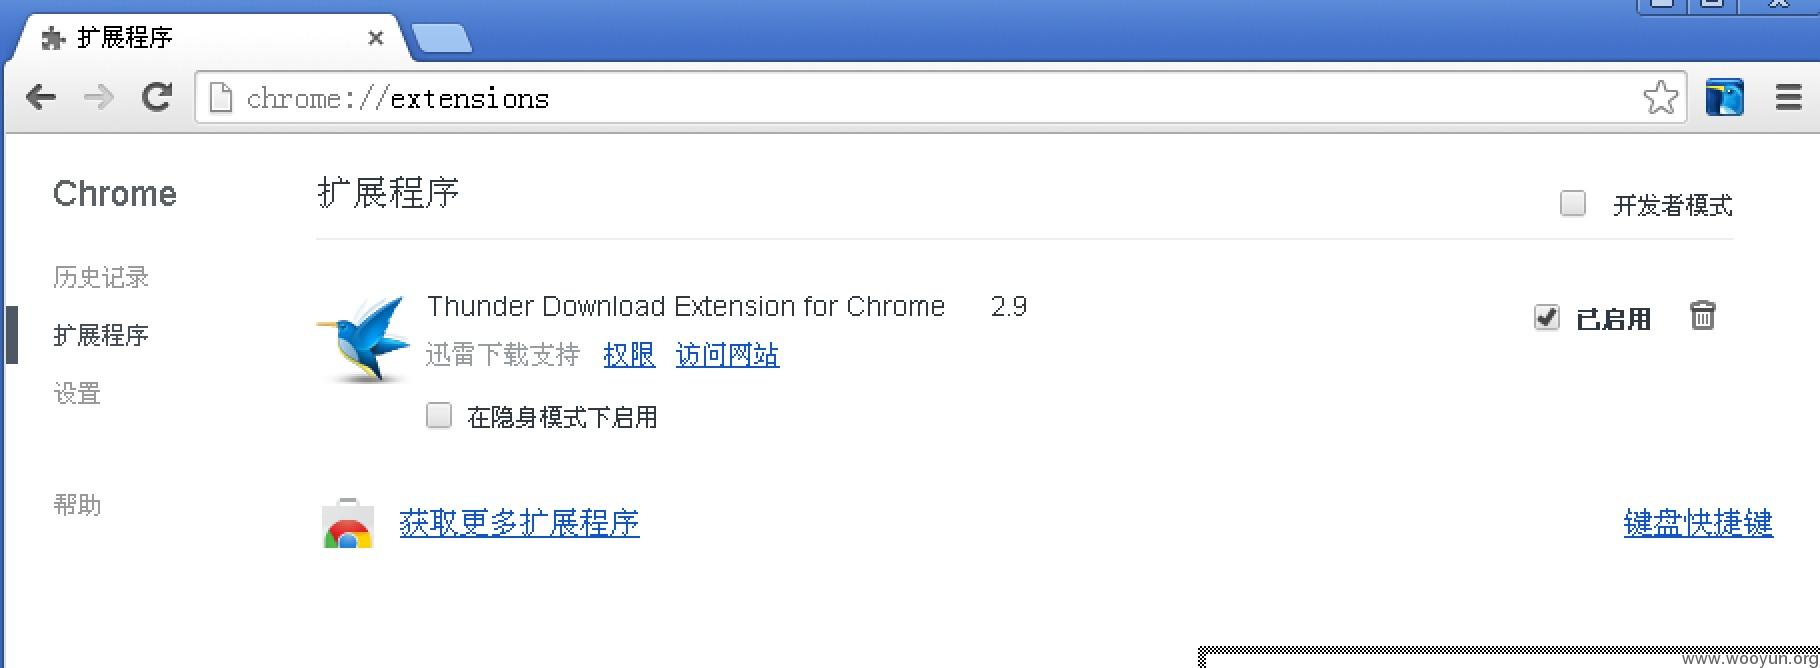 扩展程序
chrome://extensions
Chrome
扩展程序
开发者模式
历史记录
扩展程序
设置
帮助
Thunder Download Extension for Chrome 2.9
已启用
迅雷下载支持 权限 访问网站
在隐身模式下启用
获取更多扩展程序
键盘快捷键
www.wooyun.org